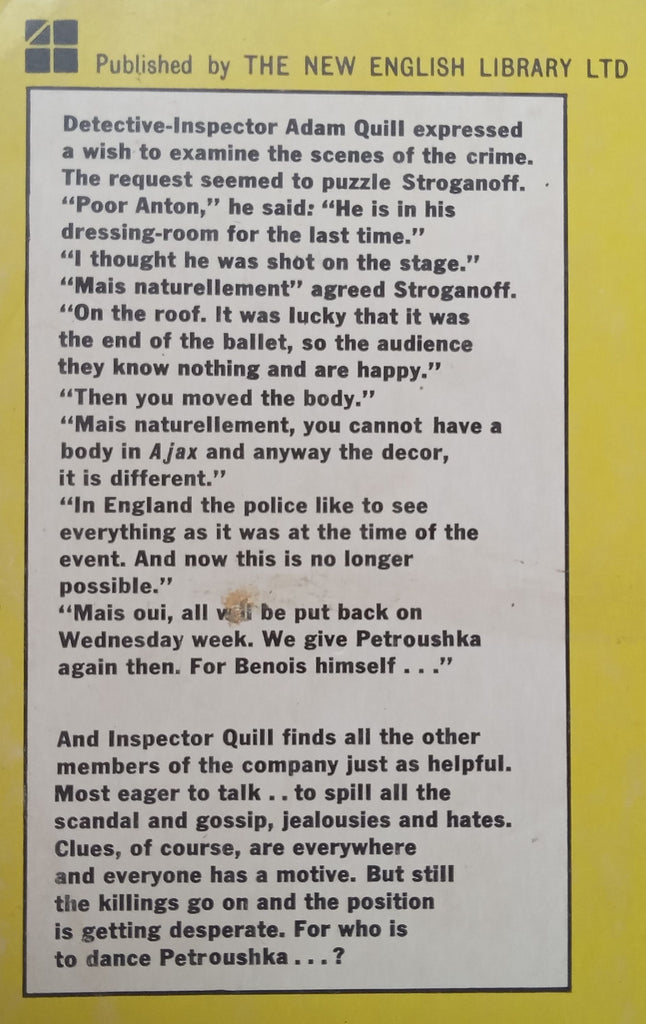 Published by THE NEW ENGLISH LIBRARY LTD
Detective-Inspector Adam Quill expressed
a wish to examine the scenes of the crime.
The request seemed to puzzle Stroganoff.
“Poor Anton,” he said: “He is in his
dressing-room for the last time.”
“I thought he was shot on the stage.”
“Mais naturellement” agreed Stroganoff.
“On the roof. It was lucky that it was
the end of the ballet, so the audience
they know nothing and are happy.”
“Then you moved the body.”
“Mais naturellement, you cannot have a
body in Ajax and anyway the decor,
it is different.”
“In England the police like to see
everything as it was at the time of the
event. And now this is no longer
possible.”
“Mais oui, all will be put back on
Wednesday week. We give Petroushka
again then. For Benois himself . . .”
And Inspector Quill finds all the other
members of the company just as helpful.
Most eager to talk . . to spill all the
scandal and gossip, jealousies and hates.
Clues, of course, are everywhere
and everyone has a motive. But still
the killings go on and the position
is getting desperate. For who is
to dance Petroushka . . . ?